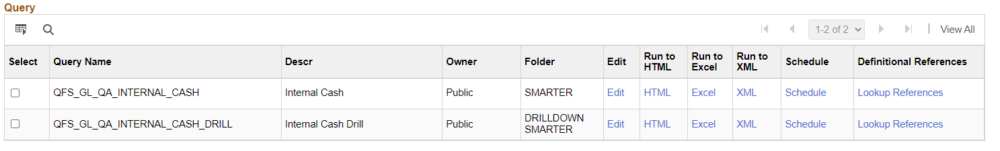 Query
1-2 of 2
View All
Select Query Name Descr Owner Folder Edit Run to HTML Run to Excel Run to XML Schedule Definitional References
QFS_GL_QA_INTERNAL_CASH Internal Cash Public SMARTER Edit HTML Excel XML Schedule Lookup References
QFS_GL_QA_INTERNAL_CASH_DRILL Internal Cash Drill Public DRILLDOWN SMARTER Edit HTML Excel XML Schedule Lookup References